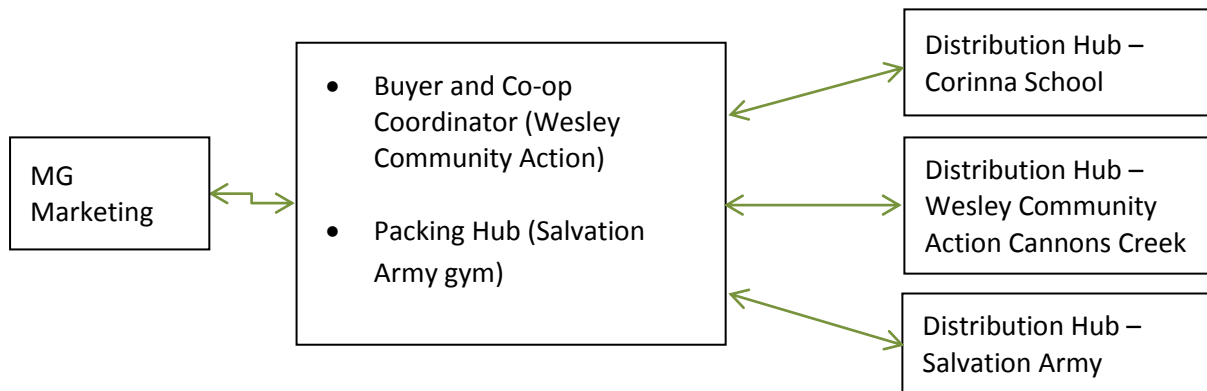 MG
Marketing
• Buyer and Co-op
Coordinator (Wesley
Community Action)
• Packing Hub (Salvation
Army gym)
Distribution Hub –
Corinna School
Distribution Hub –
Wesley Community
Action Cannons Creek
Distribution Hub –
Salvation Army